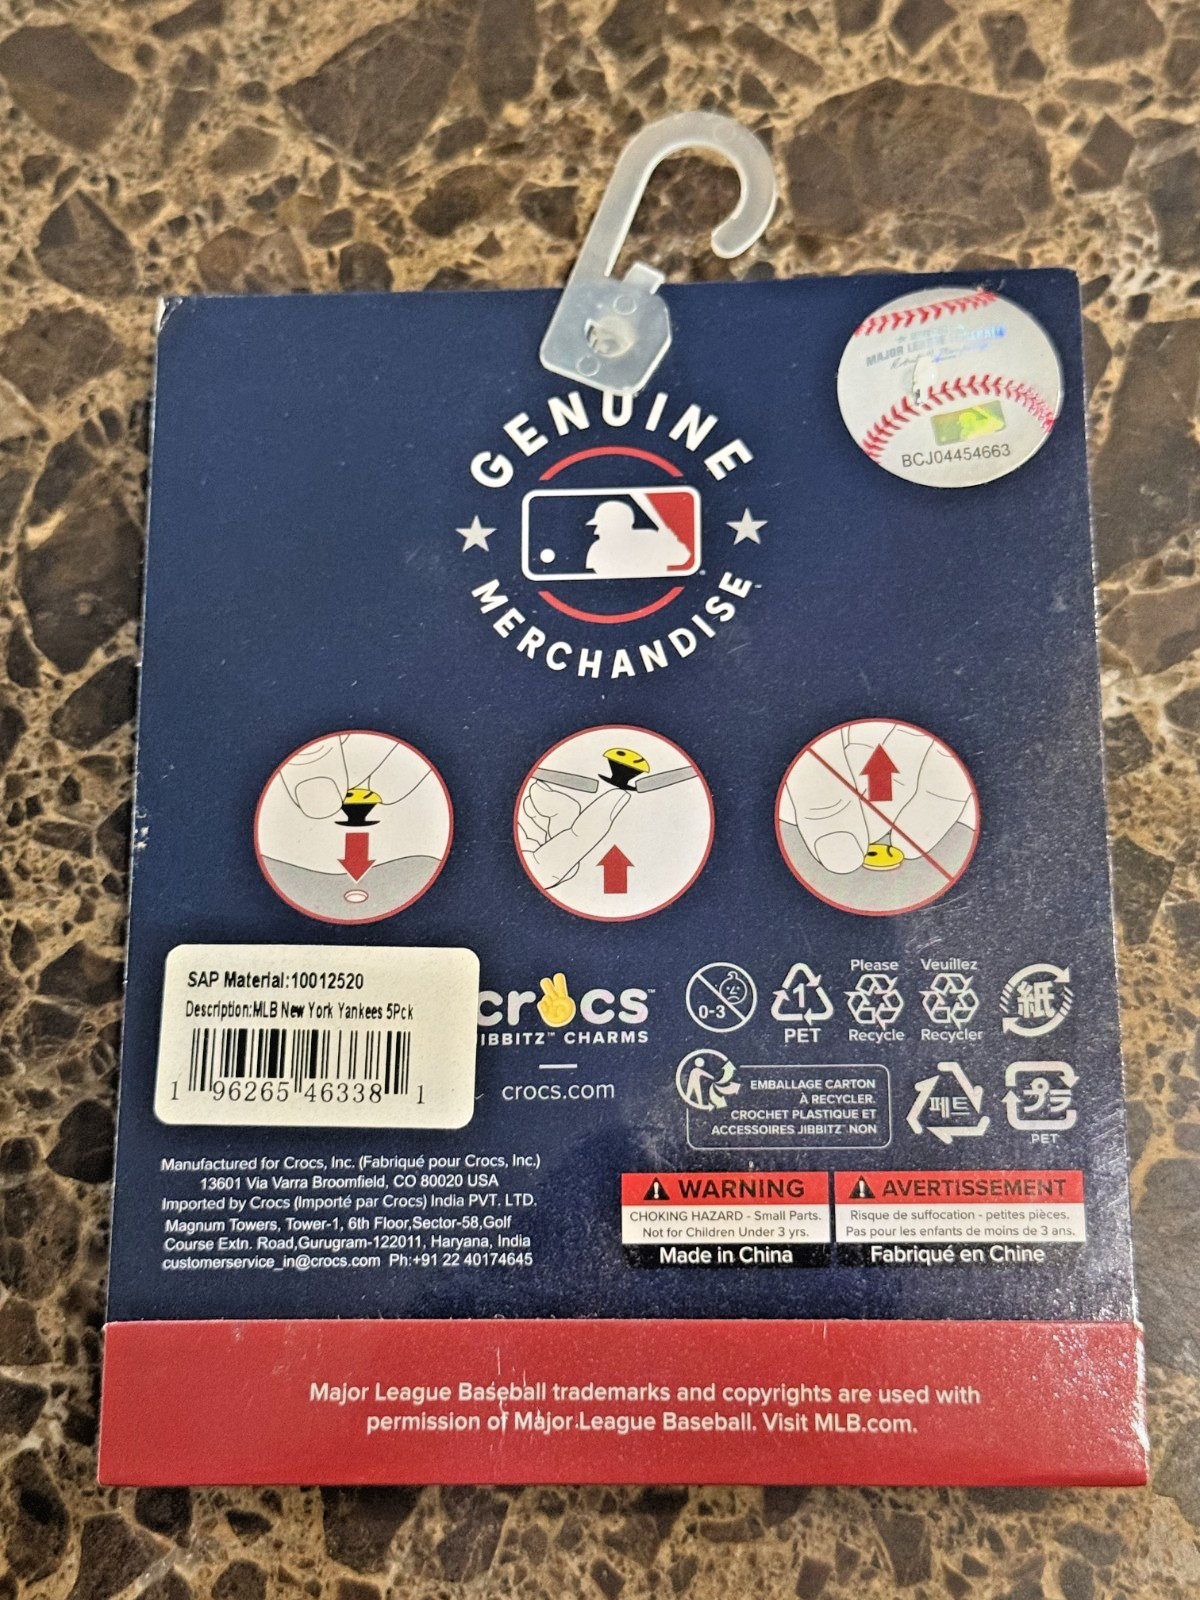 GENUINE
MERCHANDISE
MAJOR LEAGUE BASEBALL
BCJ04454663
SAP Material:10012520
Description:MLB New York Yankees 5Pck
1 96265 46338 1
crocs™
IBBITZ™ CHARMS
crocs.com
0-3
1
PET
Please
Recycle
Veuillez
Recycler
紙
EMBALLAGE CARTON
À RECYCLER.
CROCHET PLASTIQUE ET
ACCESSOIRES JIBBITZ™ NON
페트
プラ
PET
Manufactured for Crocs, Inc. (Fabriqué pour Crocs, Inc.)
13601 Via Varra Broomfield, CO 80020 USA
Imported by Crocs (Importé par Crocs) India PVT. LTD.
Magnum Towers, Tower-1, 6th Floor,Sector-58,Golf
Course Extn. Road,Gurugram-122011, Haryana, India
customerservice_in@crocs.com Ph:+91 22 40174645
WARNING
CHOKING HAZARD - Small Parts.
Not for Children Under 3 yrs.
Made in China
AVERTISSEMENT
Risque de suffocation - petites pièces.
Pas pour les enfants de moins de 3 ans.
Fabriqué en Chine
Major League Baseball trademarks and copyrights are used with
permission of Major League Baseball. Visit MLB.com.